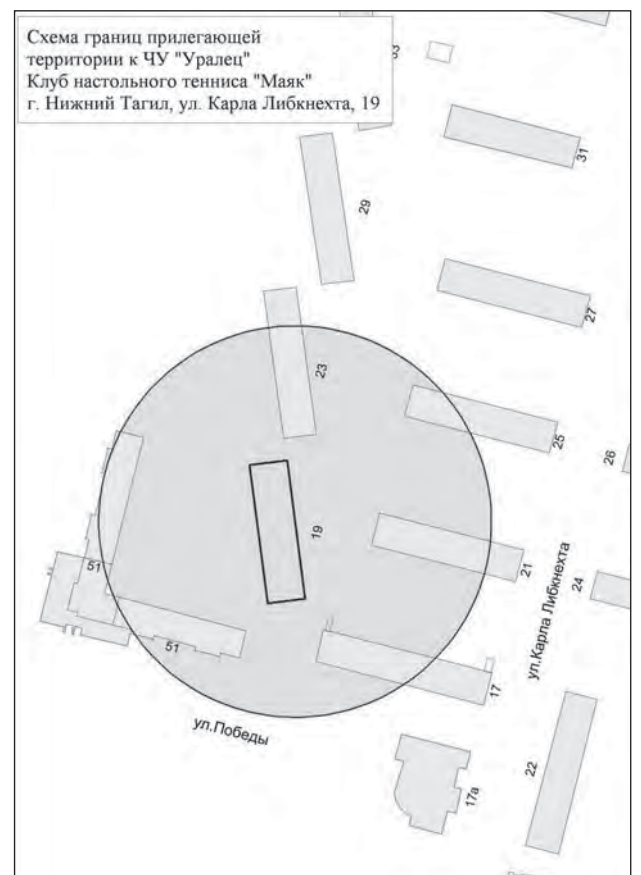 Схема границ прилегающей
территории к ЧУ "Уралец"
Клуб настольного тенниса "Маяк"
г. Нижний Тагил, ул. Карла Либкнехта, 19
33
31
29
27
23
25
26
19
21
24
ул.Карла Либкнехта
51
51
17
ул.Победы
22
17а